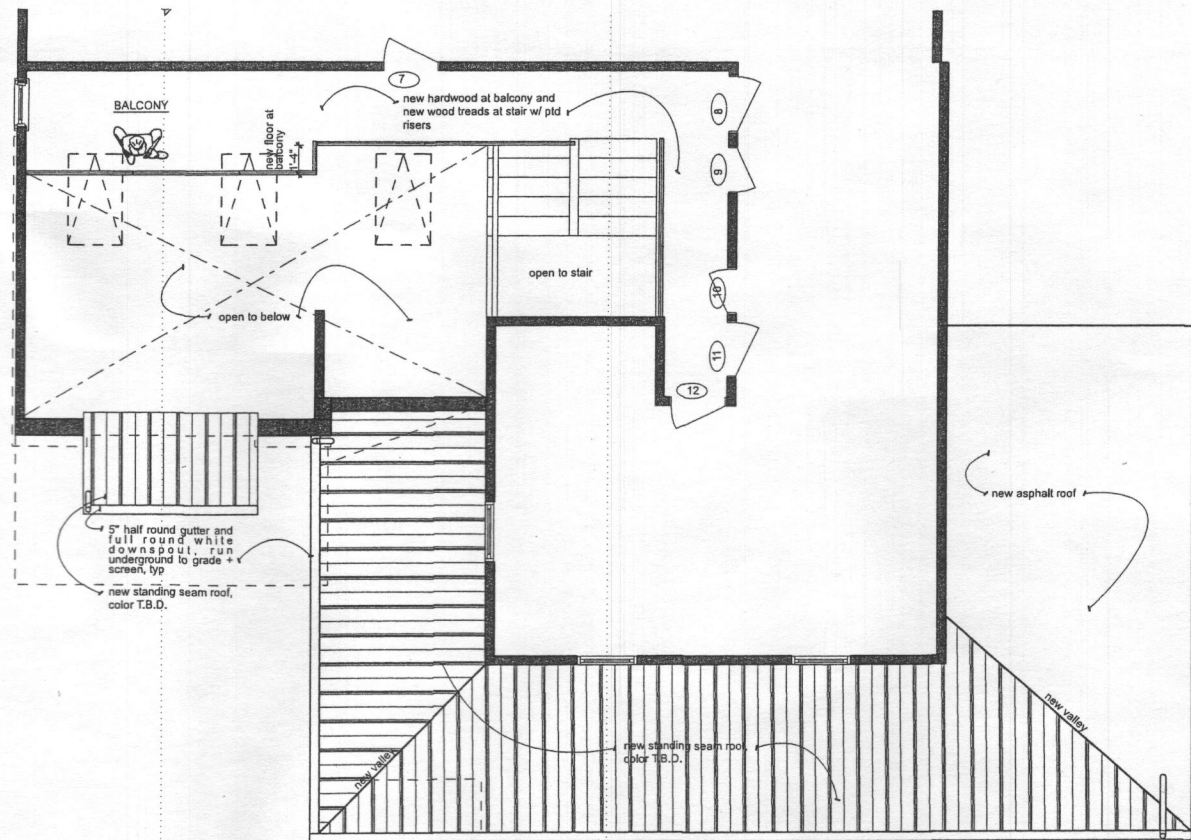 7
new hardwood at balcony and
new wood treads at stair w/ ptd
risers
BALCONY
new floor at
balcony
1'-4"
8
9
open to stair
10
open to below
11
12
new asphalt roof
5" half round gutter and
full round white
downspout, run
underground to grade +
screen, typ
new standing seam roof,
color T.B.D.
new valley
new standing seam roof,
color T.B.D.
new valley